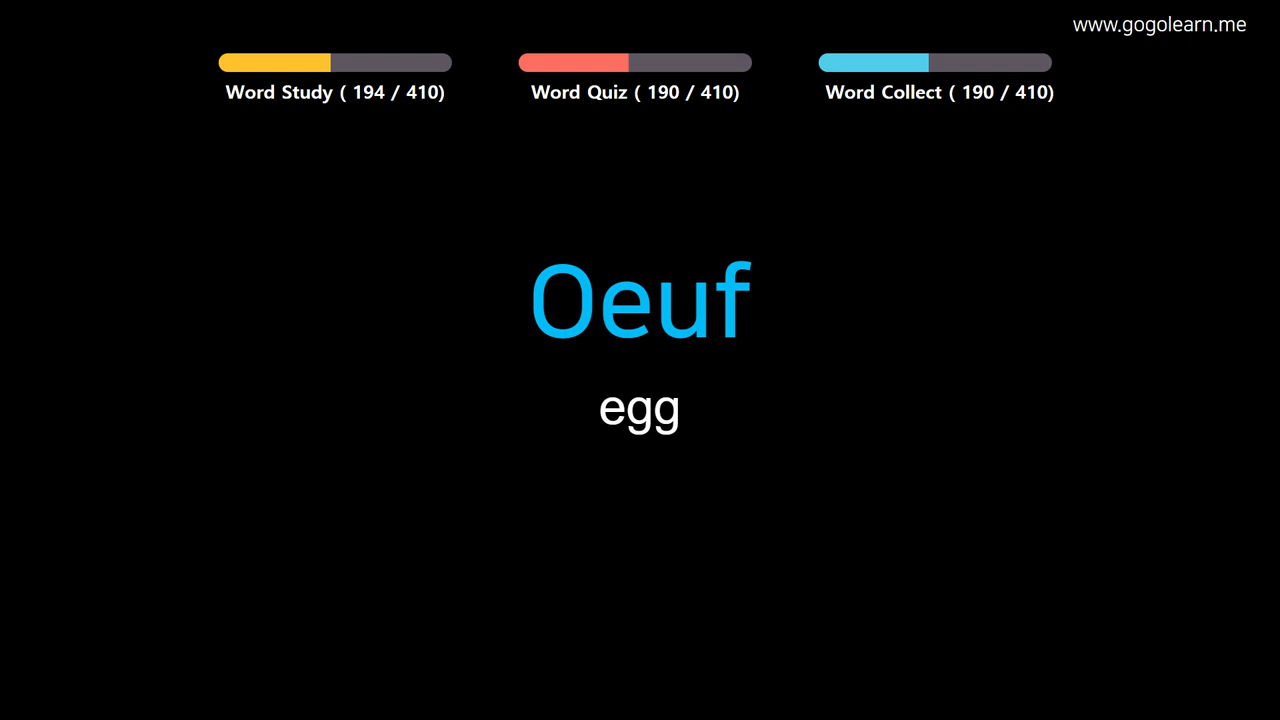 www.gogolearn.me
Word Study ( 194 / 410)
Word Quiz ( 190 / 410)
Word Collect ( 190 / 410)
Oeuf
egg